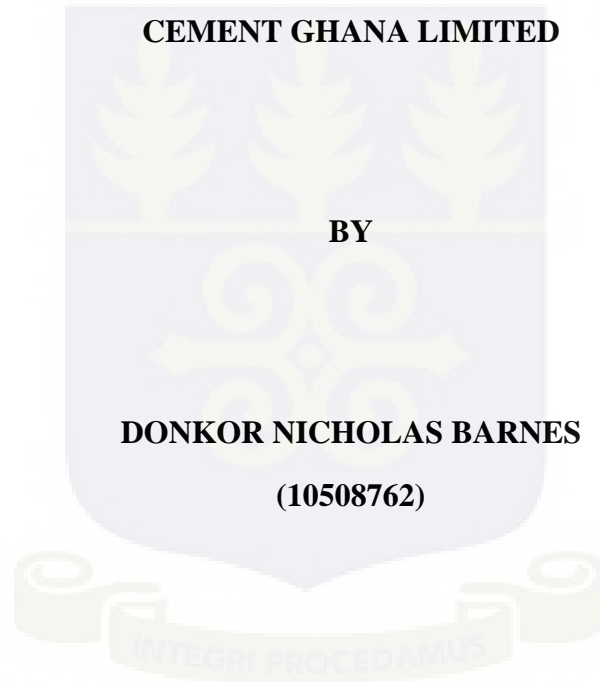 CEMENT GHANA LIMITED
BY
DONKOR NICHOLAS BARNES
(10508762)
INTEGRI PROCEDAMUS